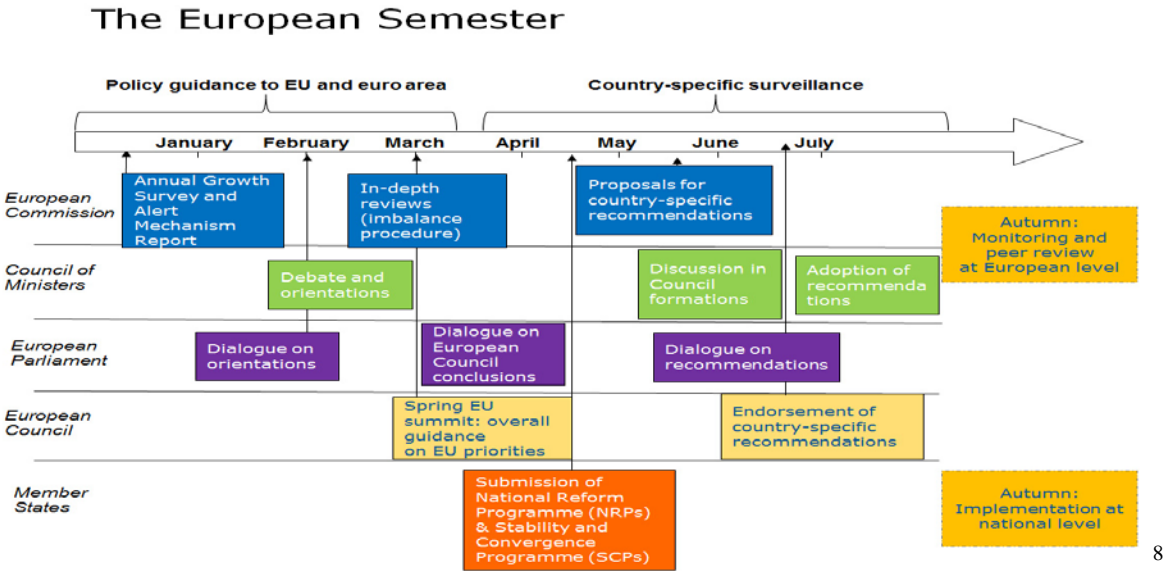 The European Semester
Policy guidance to EU and euro area
Country-specific surveillance
January
February
March
April
May
June
July
European
Commission
Annual Growth
Survey and
Alert
Mechanism
Report
In-depth
reviews
(imbalance
procedure)
Proposals for
country-specific
recommendations
Autumn:
Monitoring and
peer review
at European level
Council of
Ministers
Debate and
orientations
Discussion in
Council
formations
Adoption of
recommenda
tions
European
Parliament
Dialogue on
orientations
Dialogue on
European
Council
conclusions
Dialogue on
recommendations
European
Council
Spring EU
summit: overall
guidance
on EU priorities
Endorsement of
country-specific
recommendations
Member
States
Submission of
National Reform
Programme (NRPs)
& Stability and
Convergence
Programme (SCPs)
Autumn:
Implementation at
national level
8